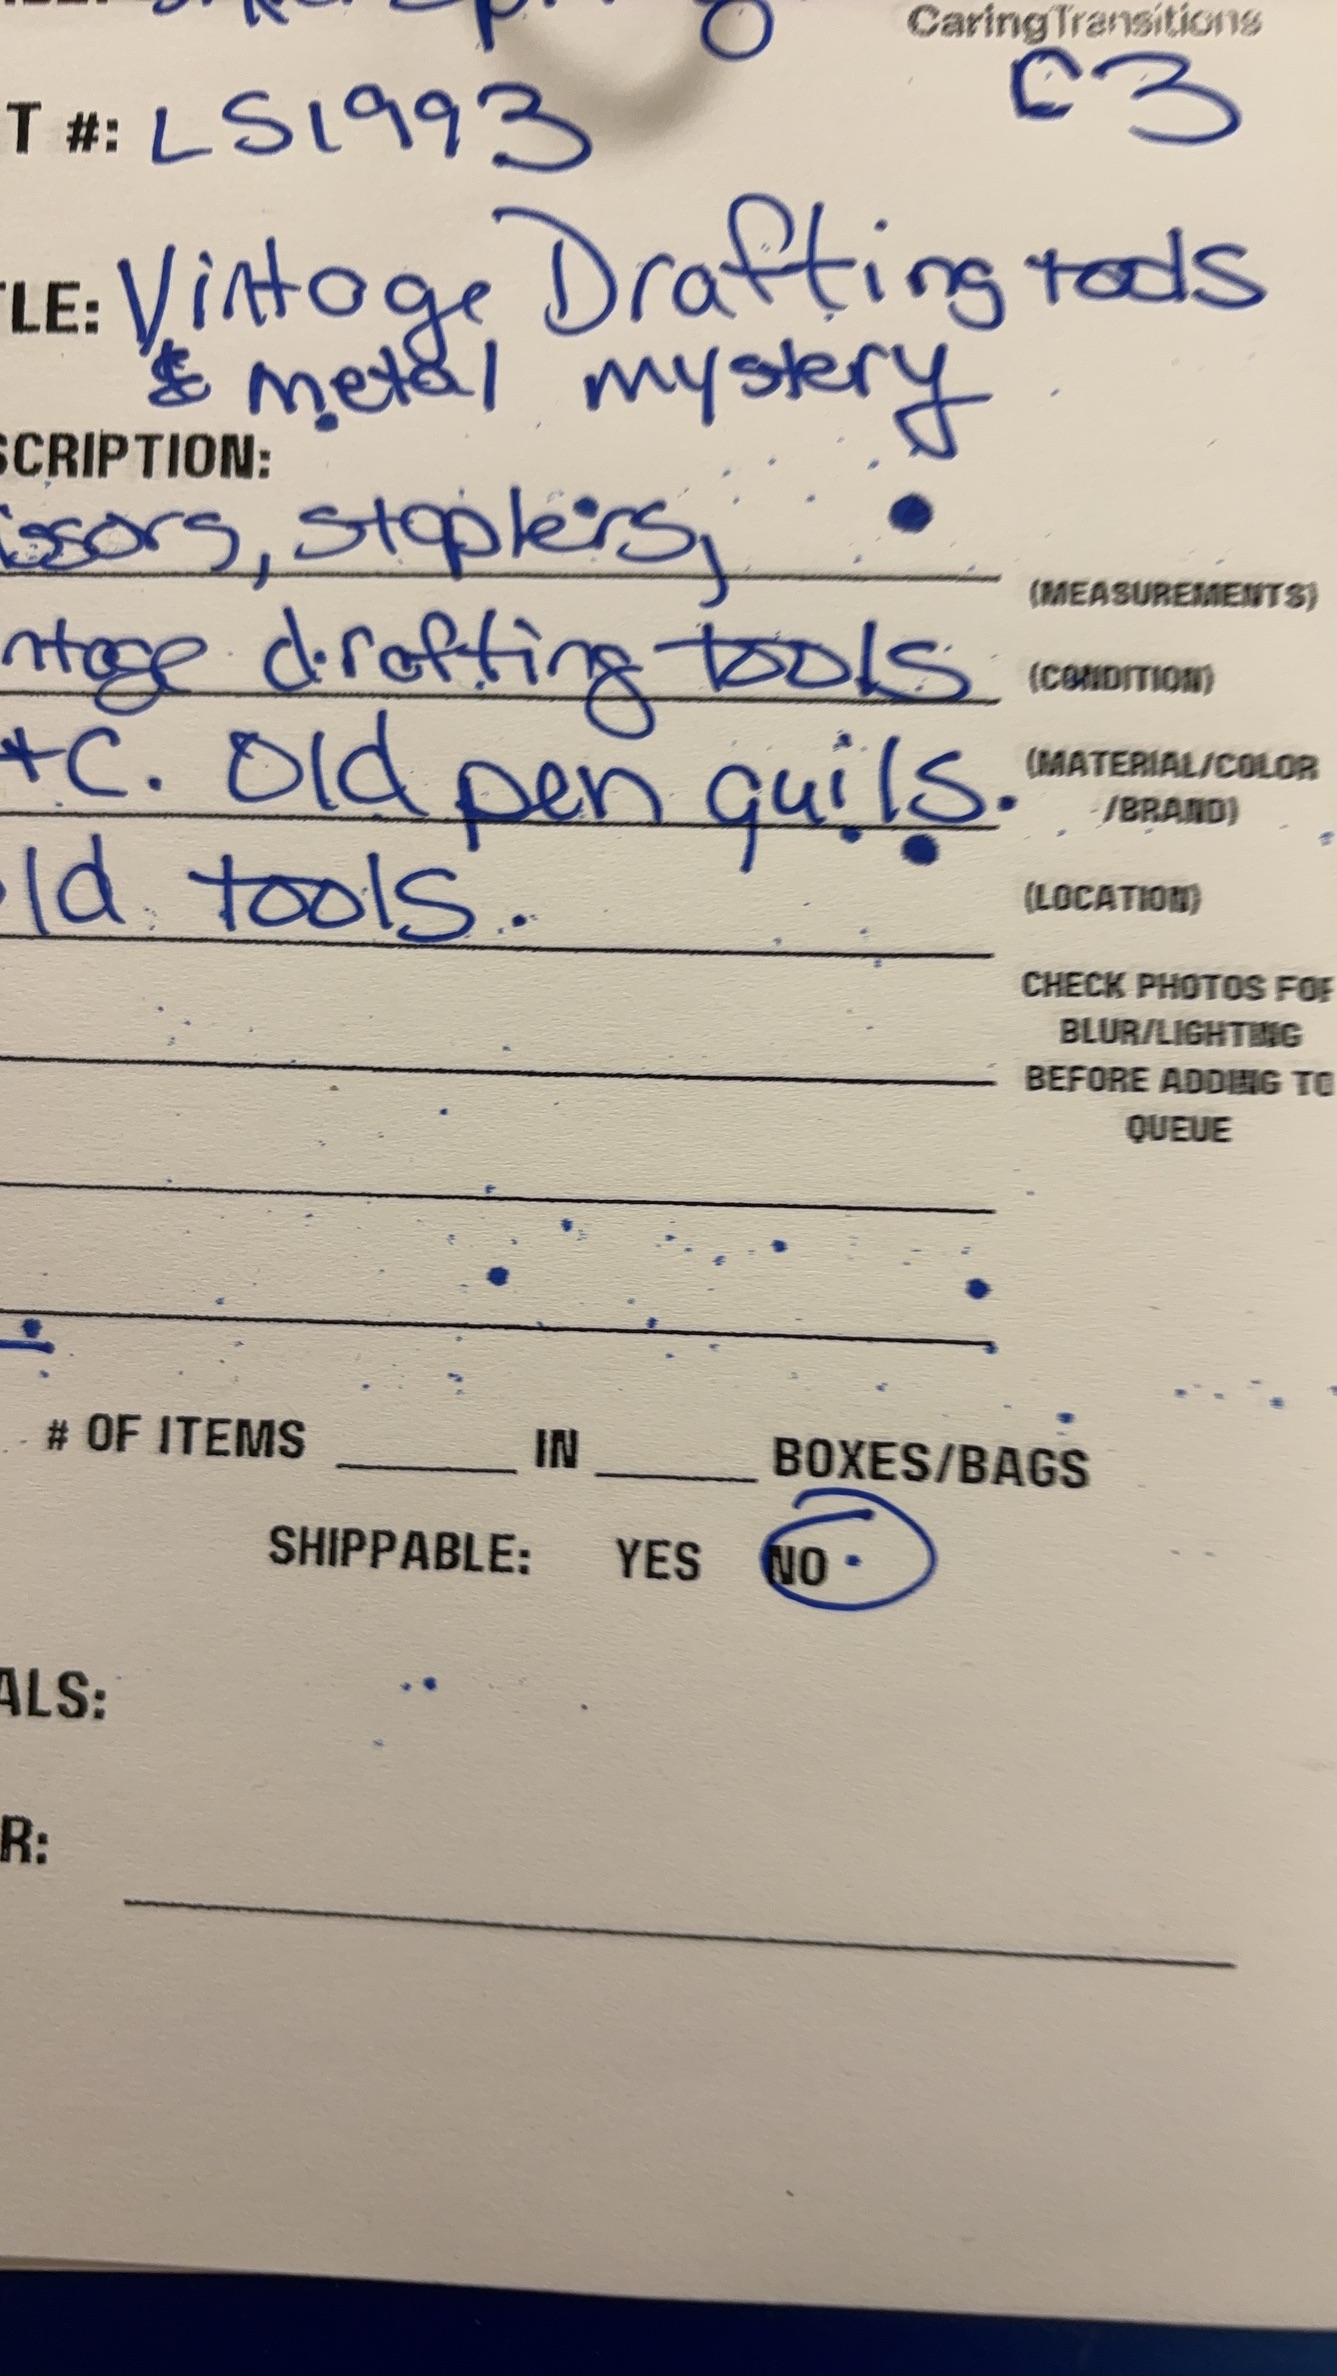 CaringTransitions
C3
T #: LS1993
LE: Vintage Drafting tools
& metal mystery
SCRIPTION:
issors, staplers,
(MEASUREMENTS)
ntage drafting tools
(CONDITION)
tc. Old pen quils.
(MATERIAL/COLOR
/BRAND)
ld tools.
(LOCATION)
CHECK PHOTOS FOR
BLUR/LIGHTING
BEFORE ADDING TO
QUEUE
# OF ITEMS IN BOXES/BAGS
SHIPPABLE: YES NO
ALS:
R: